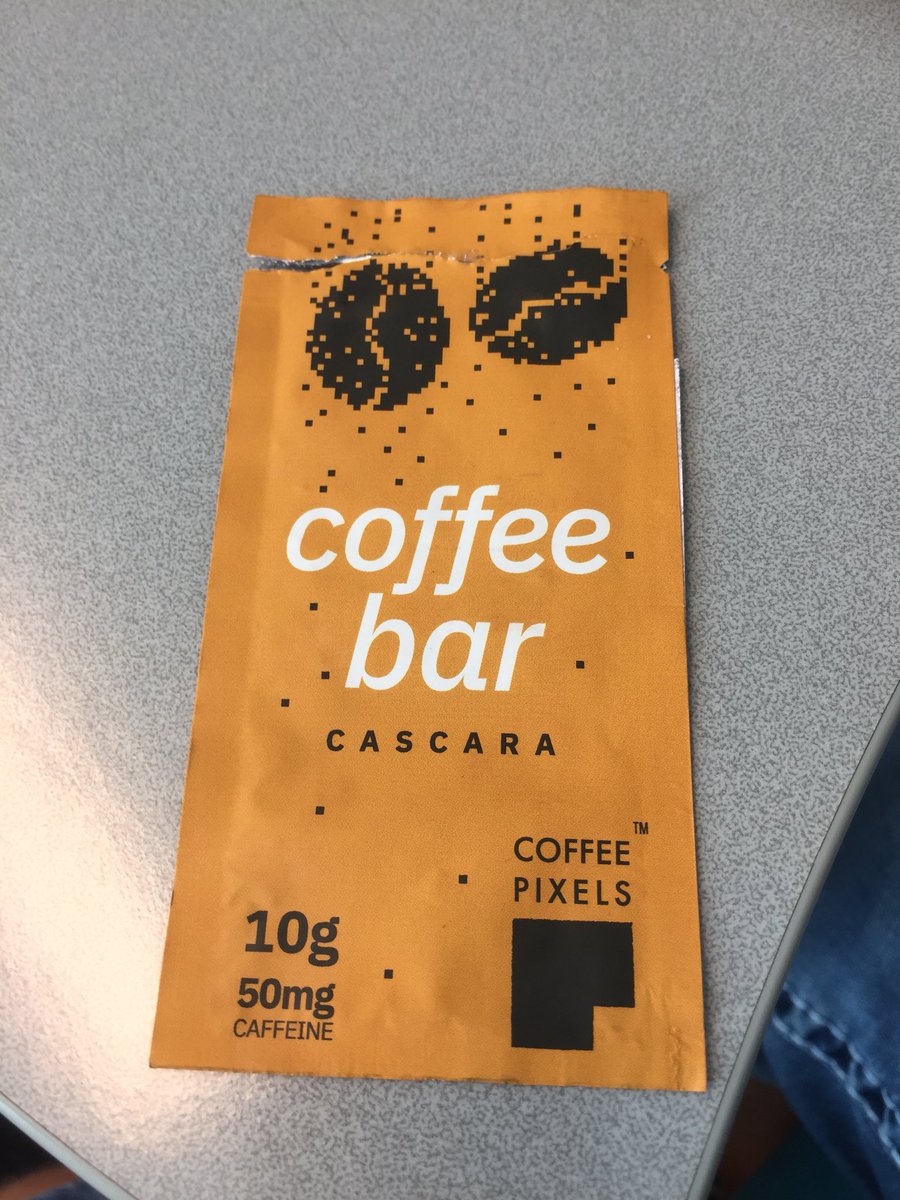 coffee
bar
CASCARA
COFFEE™
PIXELS
10g
50mg
CAFFEINE